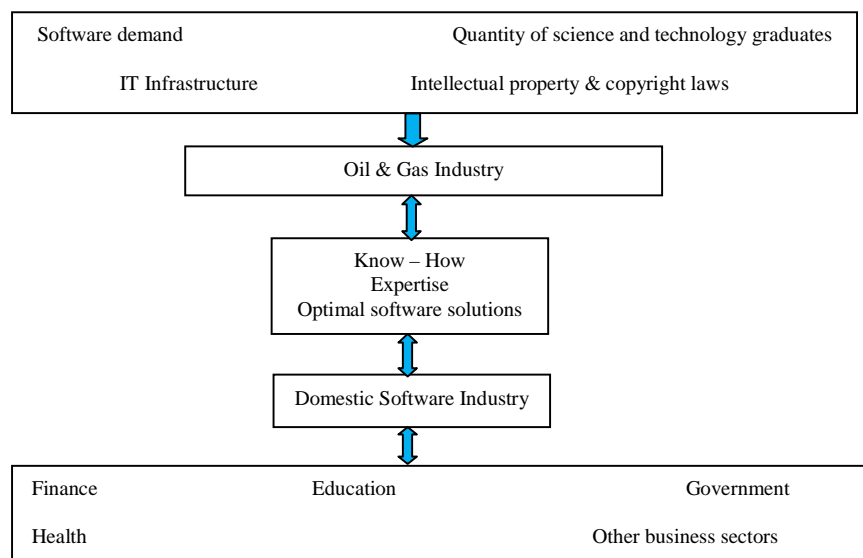 Software demand Quantity of science and technology graduates
IT Infrastructure Intellectual property & copyright laws
Oil & Gas Industry
Know – How
Expertise
Optimal software solutions
Domestic Software Industry
Finance Education Government
Health Other business sectors